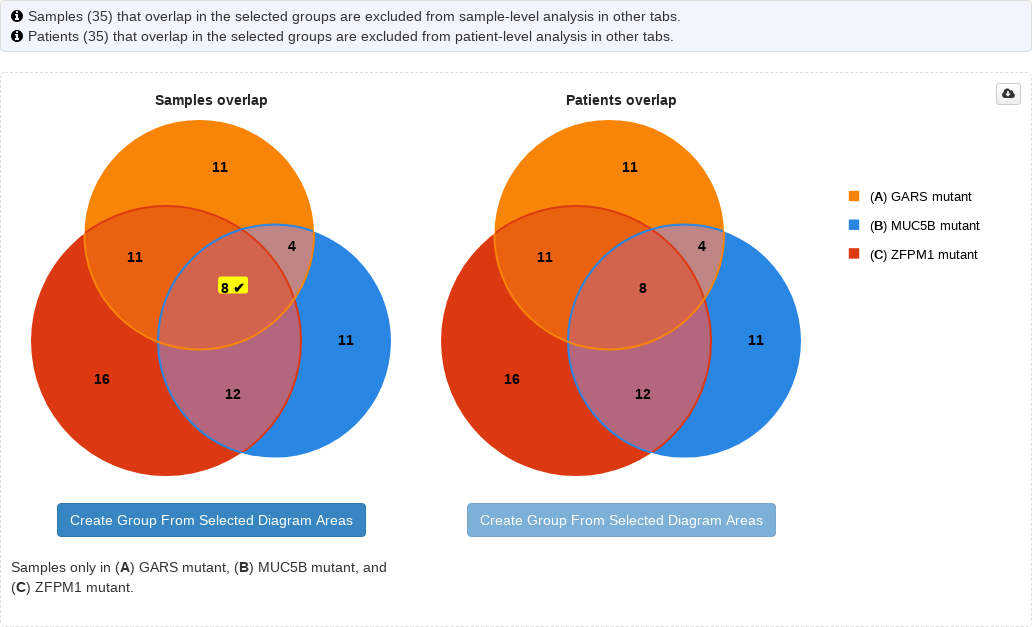 Samples (35) that overlap in the selected groups are excluded from sample-level analysis in other tabs.
Patients (35) that overlap in the selected groups are excluded from patient-level analysis in other tabs.
Samples overlap
11
11
4
8 ✔
11
16
12
Create Group From Selected Diagram Areas
Samples only in (A) GARS mutant, (B) MUC5B mutant, and
(C) ZFPM1 mutant.
Patients overlap
11
11
4
8
11
16
12
Create Group From Selected Diagram Areas
(A) GARS mutant
(B) MUC5B mutant
(C) ZFPM1 mutant